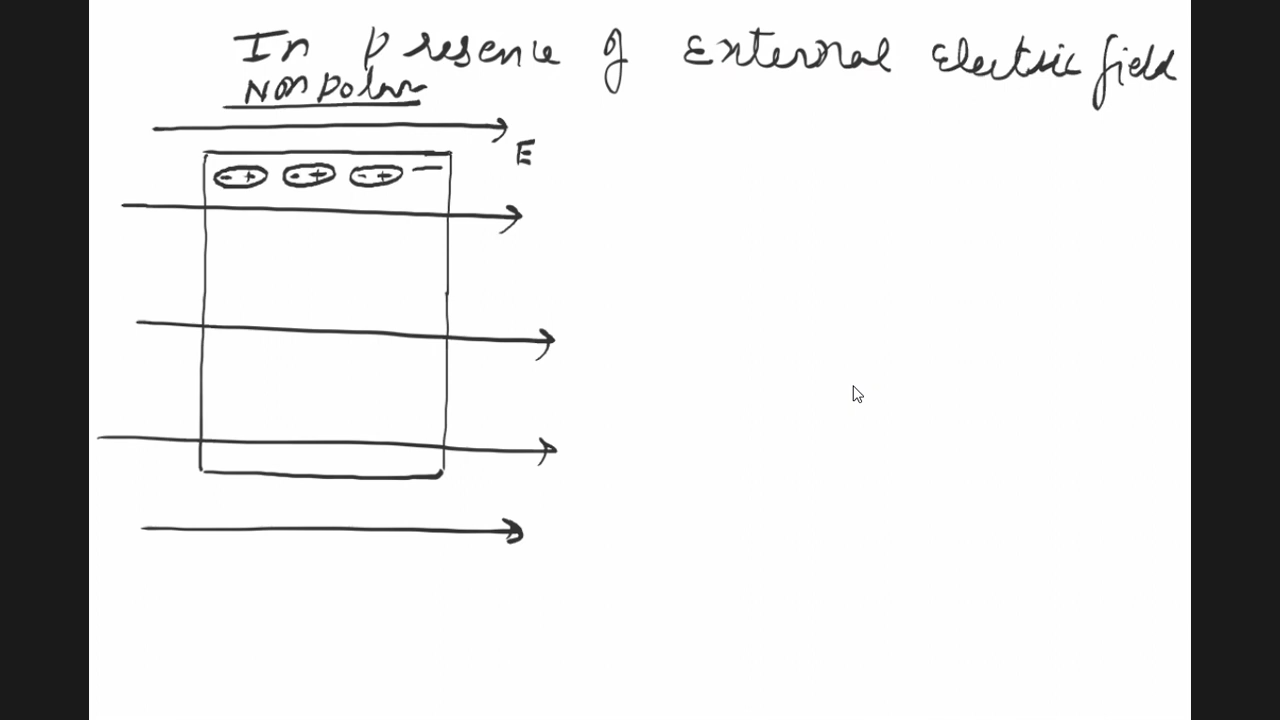 In presence of External Electric field
Non polar
E
- + - + - +